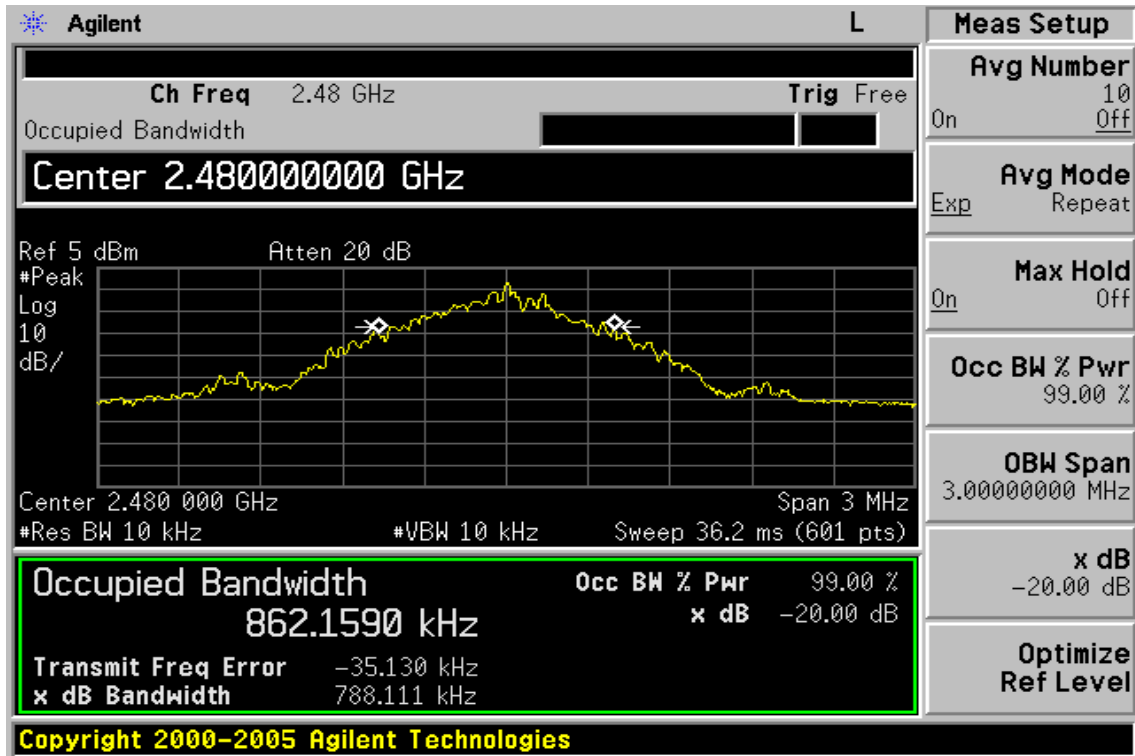 Agilent L
Ch Freq 2.48 GHz Trig Free
Occupied Bandwidth
Center 2.480000000 GHz
Ref 5 dBm Atten 20 dB
#Peak
Log
10
dB/
Center 2.480 000 GHz Span 3 MHz
#Res BW 10 kHz #VBW 10 kHz Sweep 36.2 ms (601 pts)
Occupied Bandwidth Occ BW % Pwr 99.00 %
862.1590 kHz x dB -20.00 dB
Transmit Freq Error -35.130 kHz
x dB Bandwidth 788.111 kHz
Copyright 2000-2005 Agilent Technologies
Meas Setup
Avg Number
10
On Off
Avg Mode
Exp Repeat
Max Hold
On Off
Occ BW % Pwr
99.00 %
OBW Span
3.00000000 MHz
x dB
-20.00 dB
Optimize
Ref Level